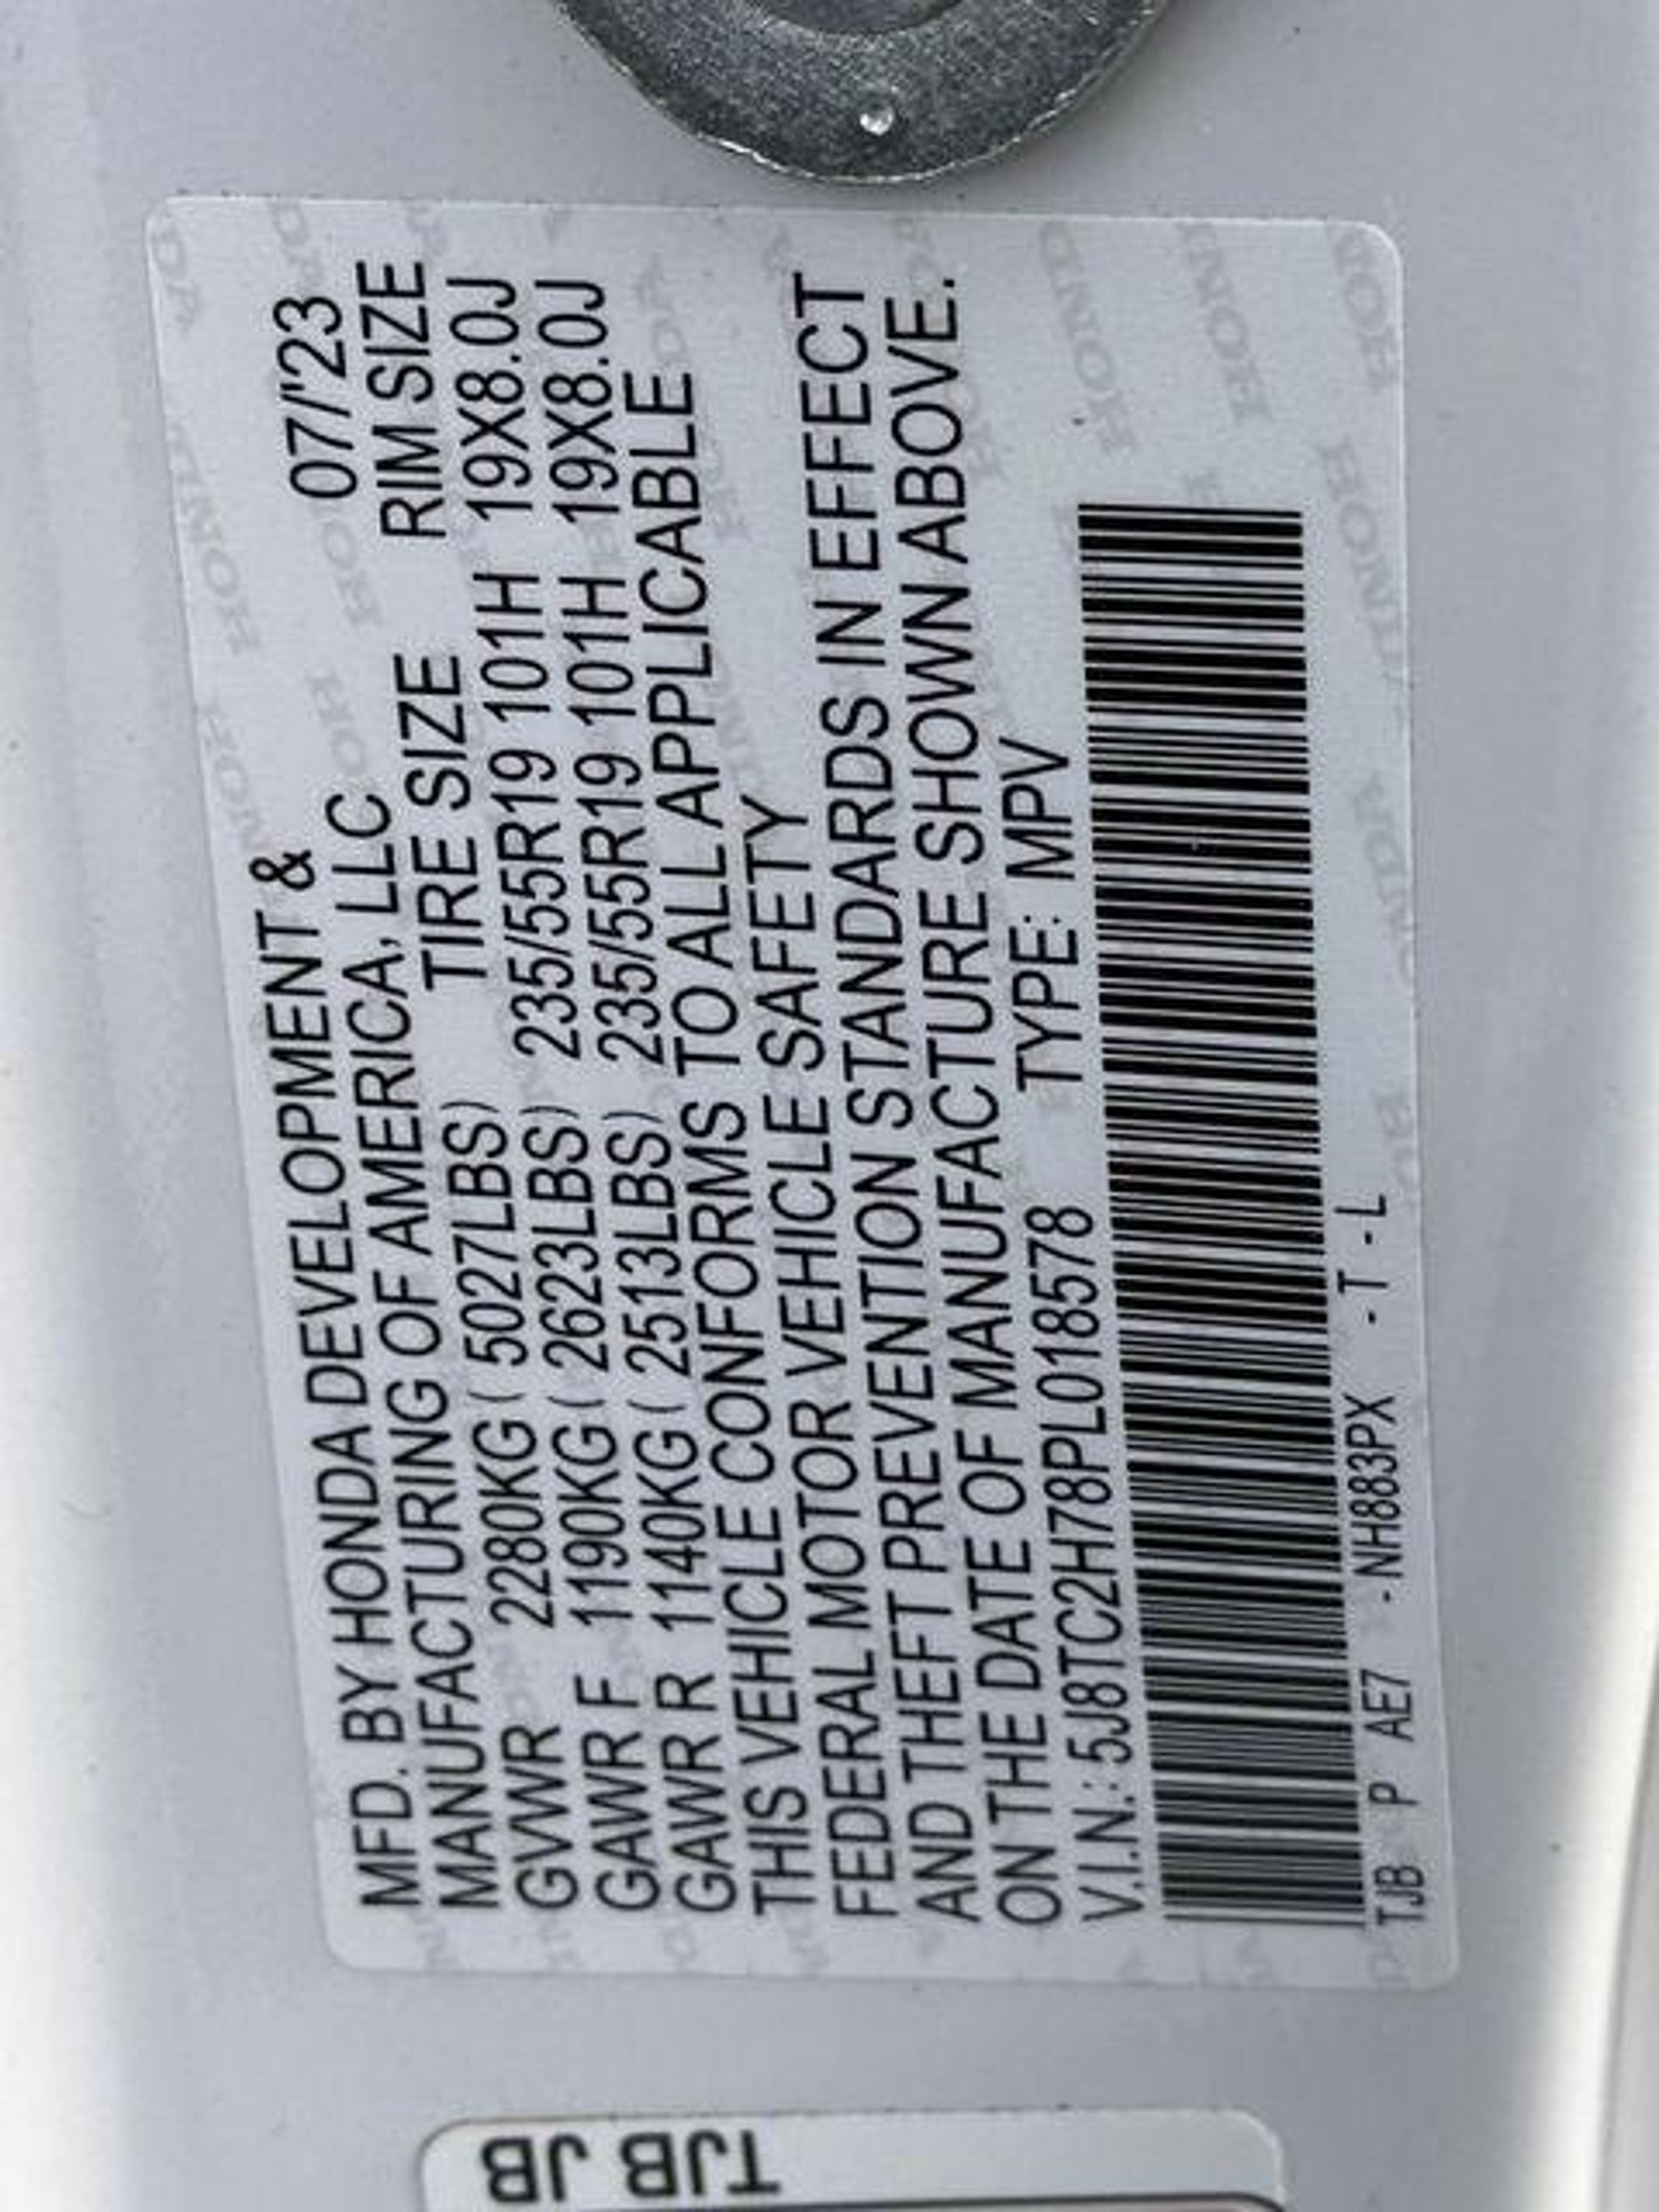 MFD. BY HONDA DEVELOPMENT & 07/'23
MANUFACTURING OF AMERICA, LLC RIM SIZE
TIRE SIZE
GVWR 2280KG ( 5027LBS) 235/55R19 101H 19X8.0J
GAWR F 1190KG ( 2623LBS) 235/55R19 101H 19X8.0J
GAWR R 1140KG ( 2513LBS)
THIS VEHICLE CONFORMS TO ALL APPLICABLE
FEDERAL MOTOR VEHICLE SAFETY
AND THEFT PREVENTION STANDARDS IN EFFECT
ON THE DATE OF MANUFACTURE SHOWN ABOVE.
V.I.N.: 5J8TC2H78PL018578 TYPE: MPV
TJB P AE7 -NH883PX -T-L
TJB JB